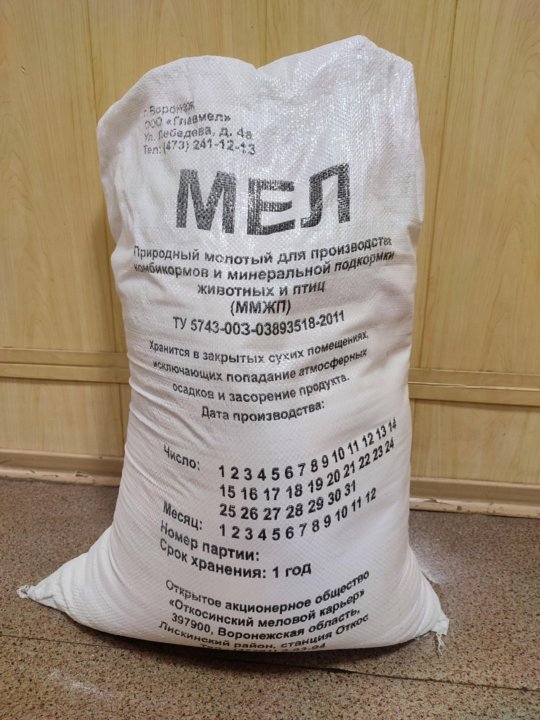 г. Воронеж
ООО «Главмел»
Ул. Лебедева, д. 4а
Тел: (473) 241-12-13
МЕЛ
Природный молотый для производства
комбикормов и минеральной подкормки
животных и птиц
(ММЖП)
ТУ 5743-003-03893518-2011
Хранится в закрытых сухих помещениях,
исключающих попадание атмосферных
осадков и засорение продукта.
Дата производства:
Число: 1 2 3 4 5 6 7 8 9 10 11 12 13 14
15 16 17 18 19 20 21 22 23 24
25 26 27 28 29 30 31
Месяц: 1 2 3 4 5 6 7 8 9 10 11 12
Номер партии:
Срок хранения: 1 год
Открытое акционерное общество
«Откосинский меловой карьер»
397900, Воронежская область,
Лискинский район, станция Откос